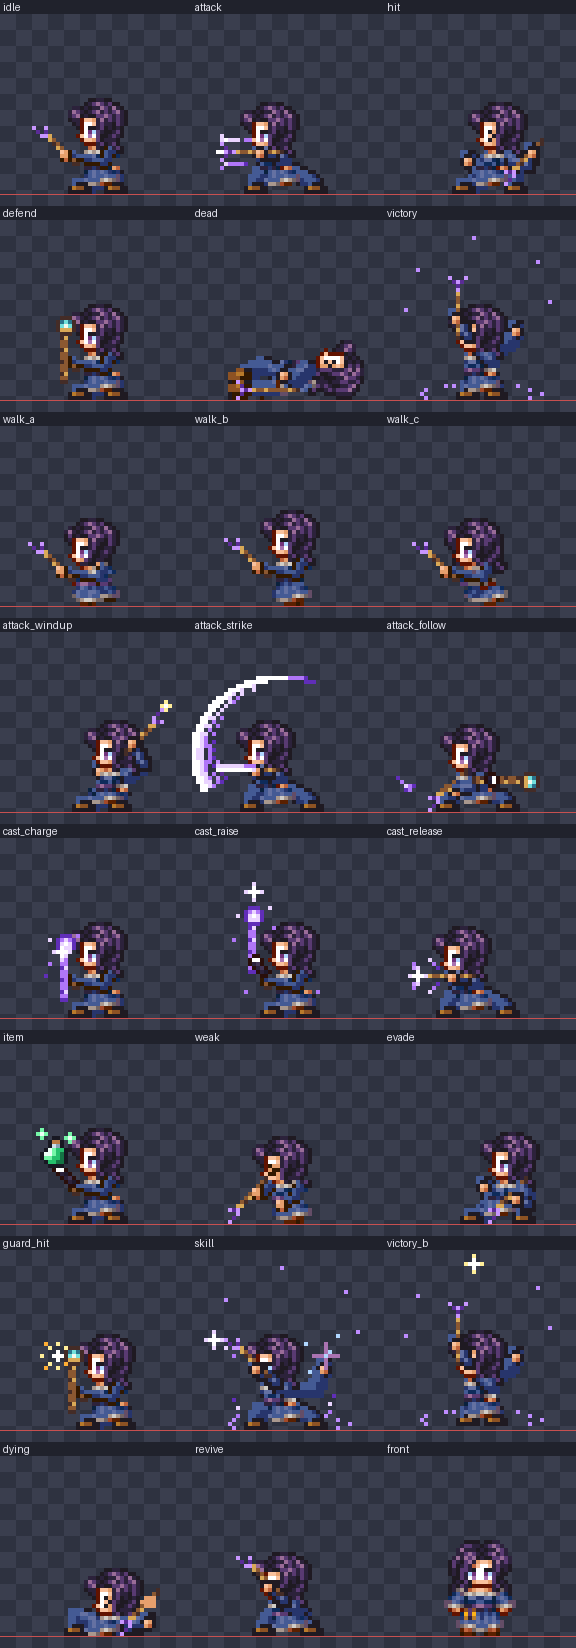 idle attack hit
defend dead victory
walk_a walk_b walk_c
attack_windup attack_strike attack_follow
cast_charge cast_raise cast_release
item weak evade
guard_hit skill victory_b
dying revive front